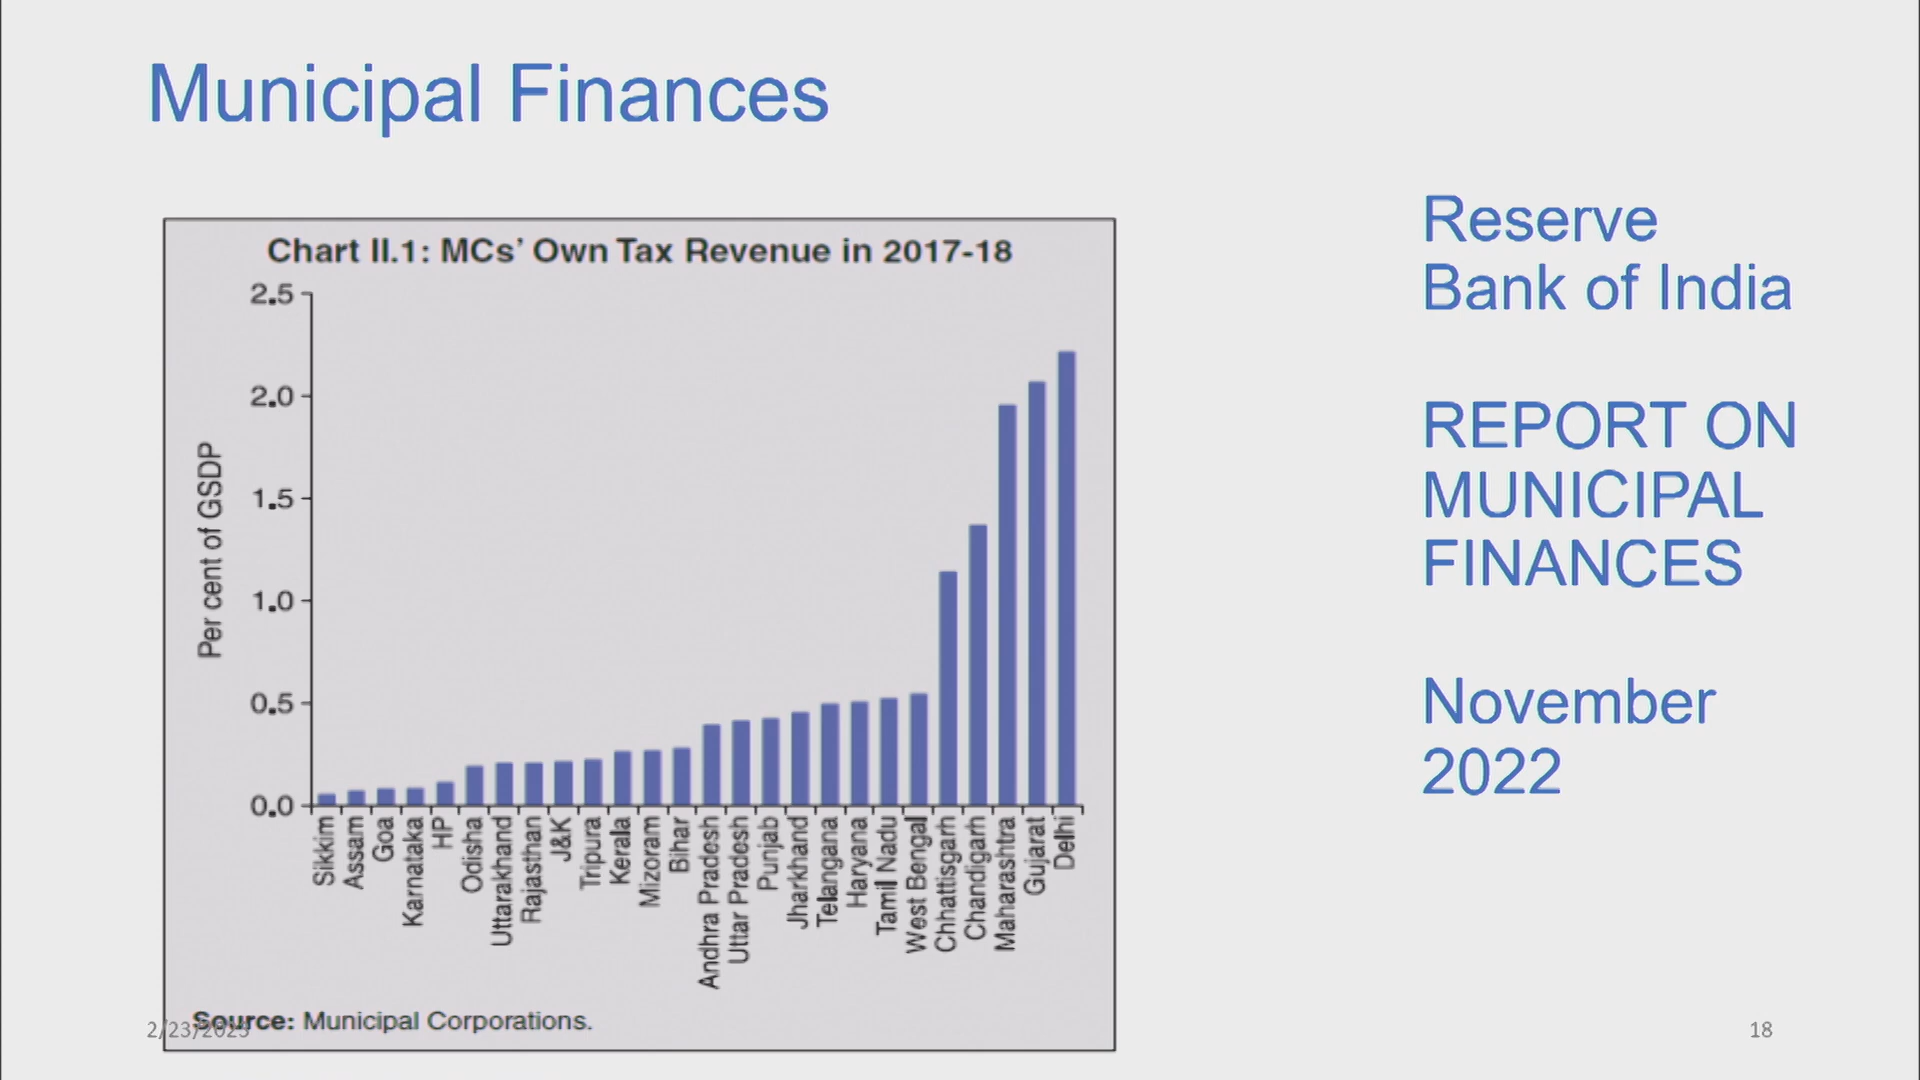 Municipal Finances
Chart II.1: MCs' Own Tax Revenue in 2017-18
Per cent of GSDP
2.5
2.0
1.5
1.0
0.5
0.0
Sikkim
Assam
Goa
Karnataka
HP
Odisha
Uttarakhand
Rajasthan
J&K
Tripura
Kerala
Mizoram
Bihar
Andhra Pradesh
Uttar Pradesh
Punjab
Jharkhand
Telangana
Haryana
Tamil Nadu
West Bengal
Chhattisgarh
Chandigarh
Maharashtra
Gujarat
Delhi
Source: Municipal Corporations.
Reserve
Bank of India
REPORT ON
MUNICIPAL
FINANCES
November
2022
2/23/2023
18